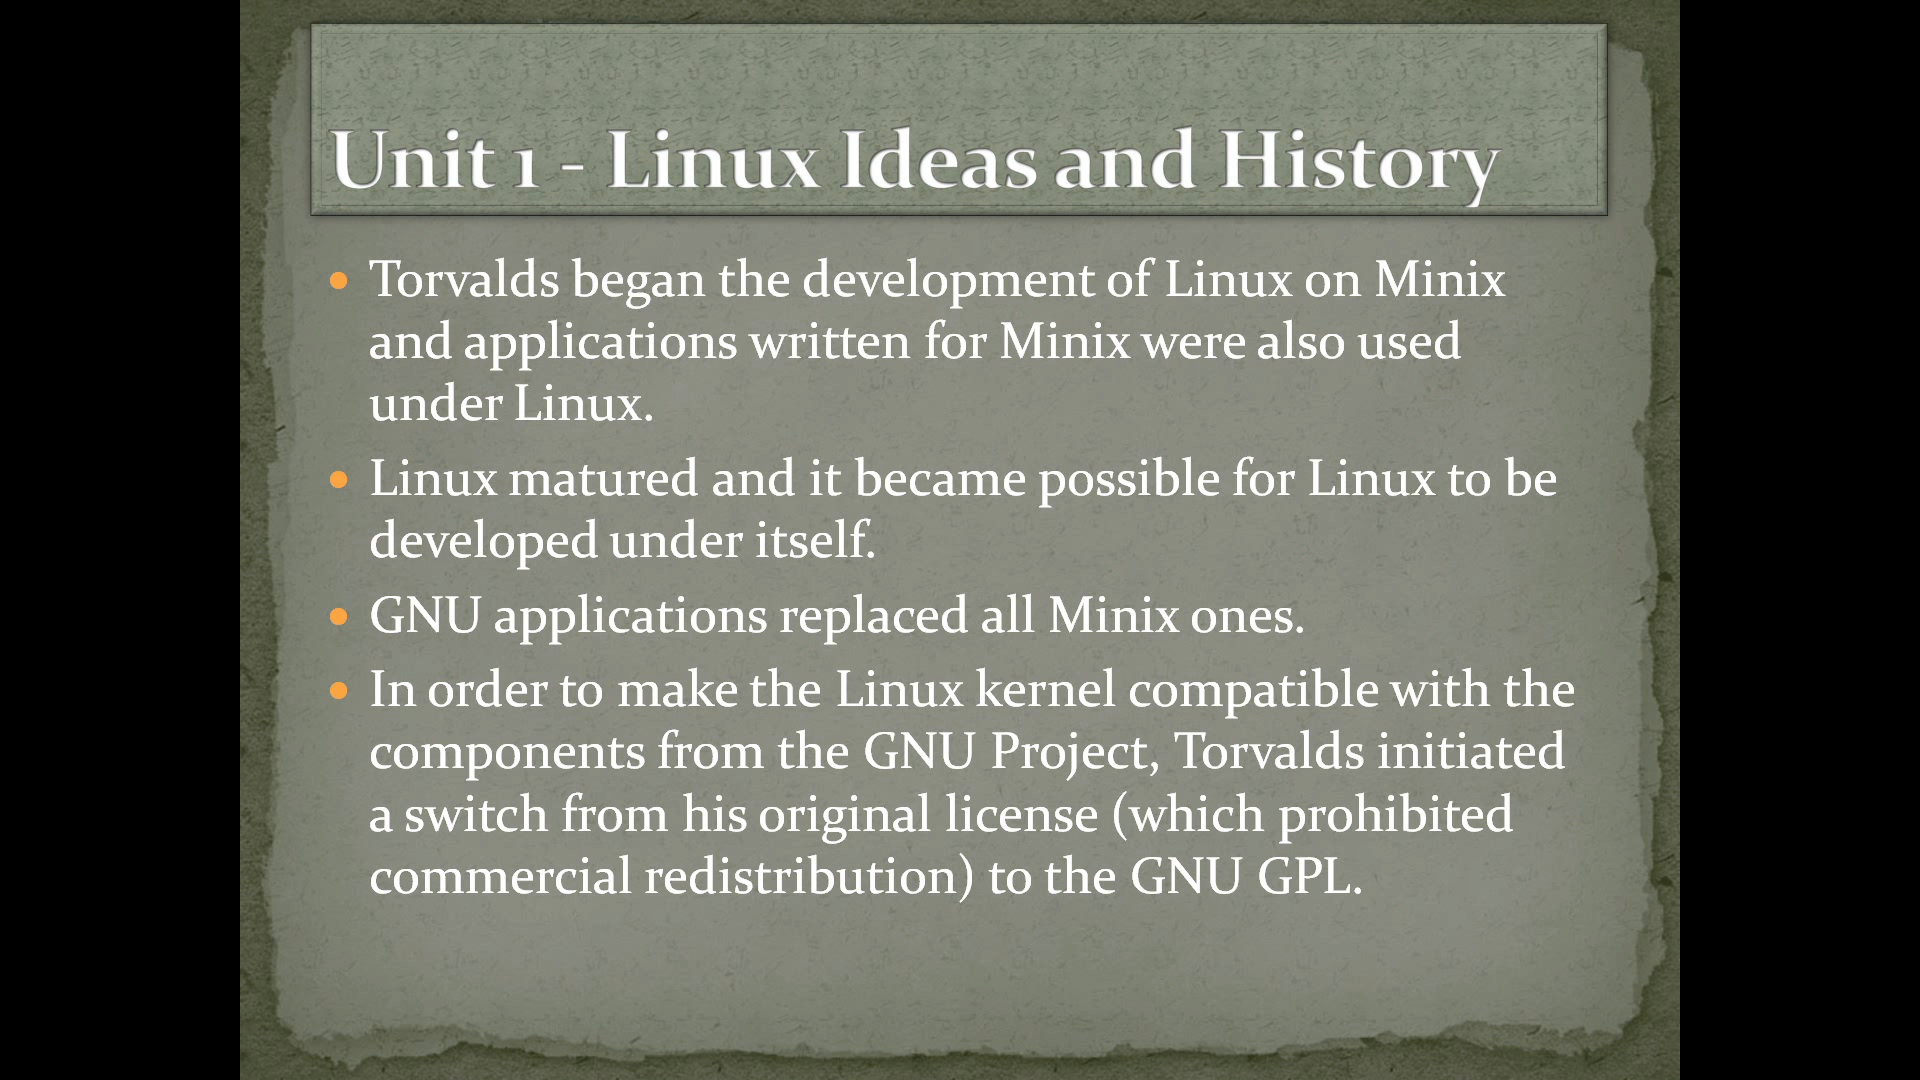 Unit 1 - Linux Ideas and History
Torvalds began the development of Linux on Minix
and applications written for Minix were also used
under Linux.
Linux matured and it became possible for Linux to be
developed under itself.
GNU applications replaced all Minix ones.
In order to make the Linux kernel compatible with the
components from the GNU Project, Torvalds initiated
a switch from his original license (which prohibited
commercial redistribution) to the GNU GPL.